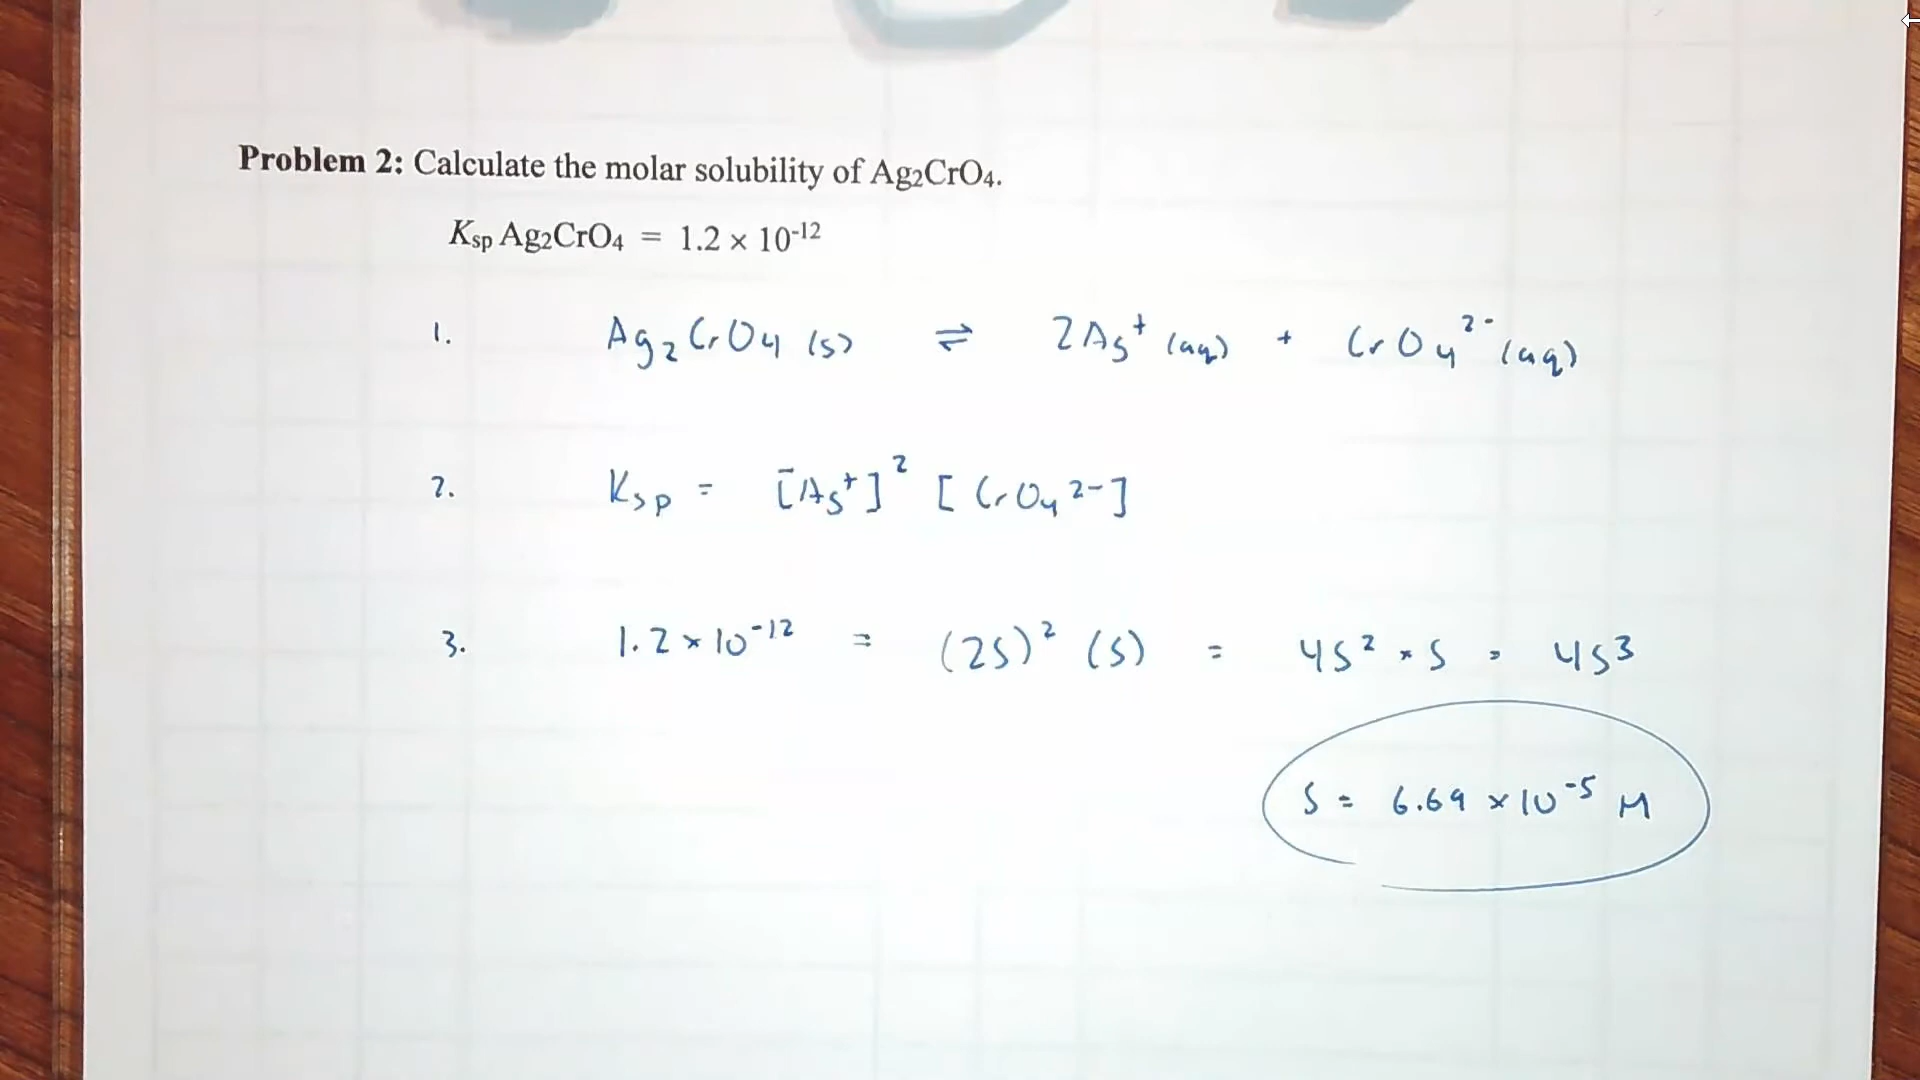 Problem 2: Calculate the molar solubility of Ag₂CrO₄.
Ksp Ag₂CrO₄ = 1.2 × 10⁻¹²
1. Ag₂CrO₄ (s) ⇌ 2Ag⁺ (aq) + CrO₄²⁻ (aq)
2. Ksp = [Ag⁺]² [CrO₄²⁻]
3. 1.2 × 10⁻¹² = (2s)² (s) = 4s² × s = 4s³
s = 6.69 × 10⁻⁵ M